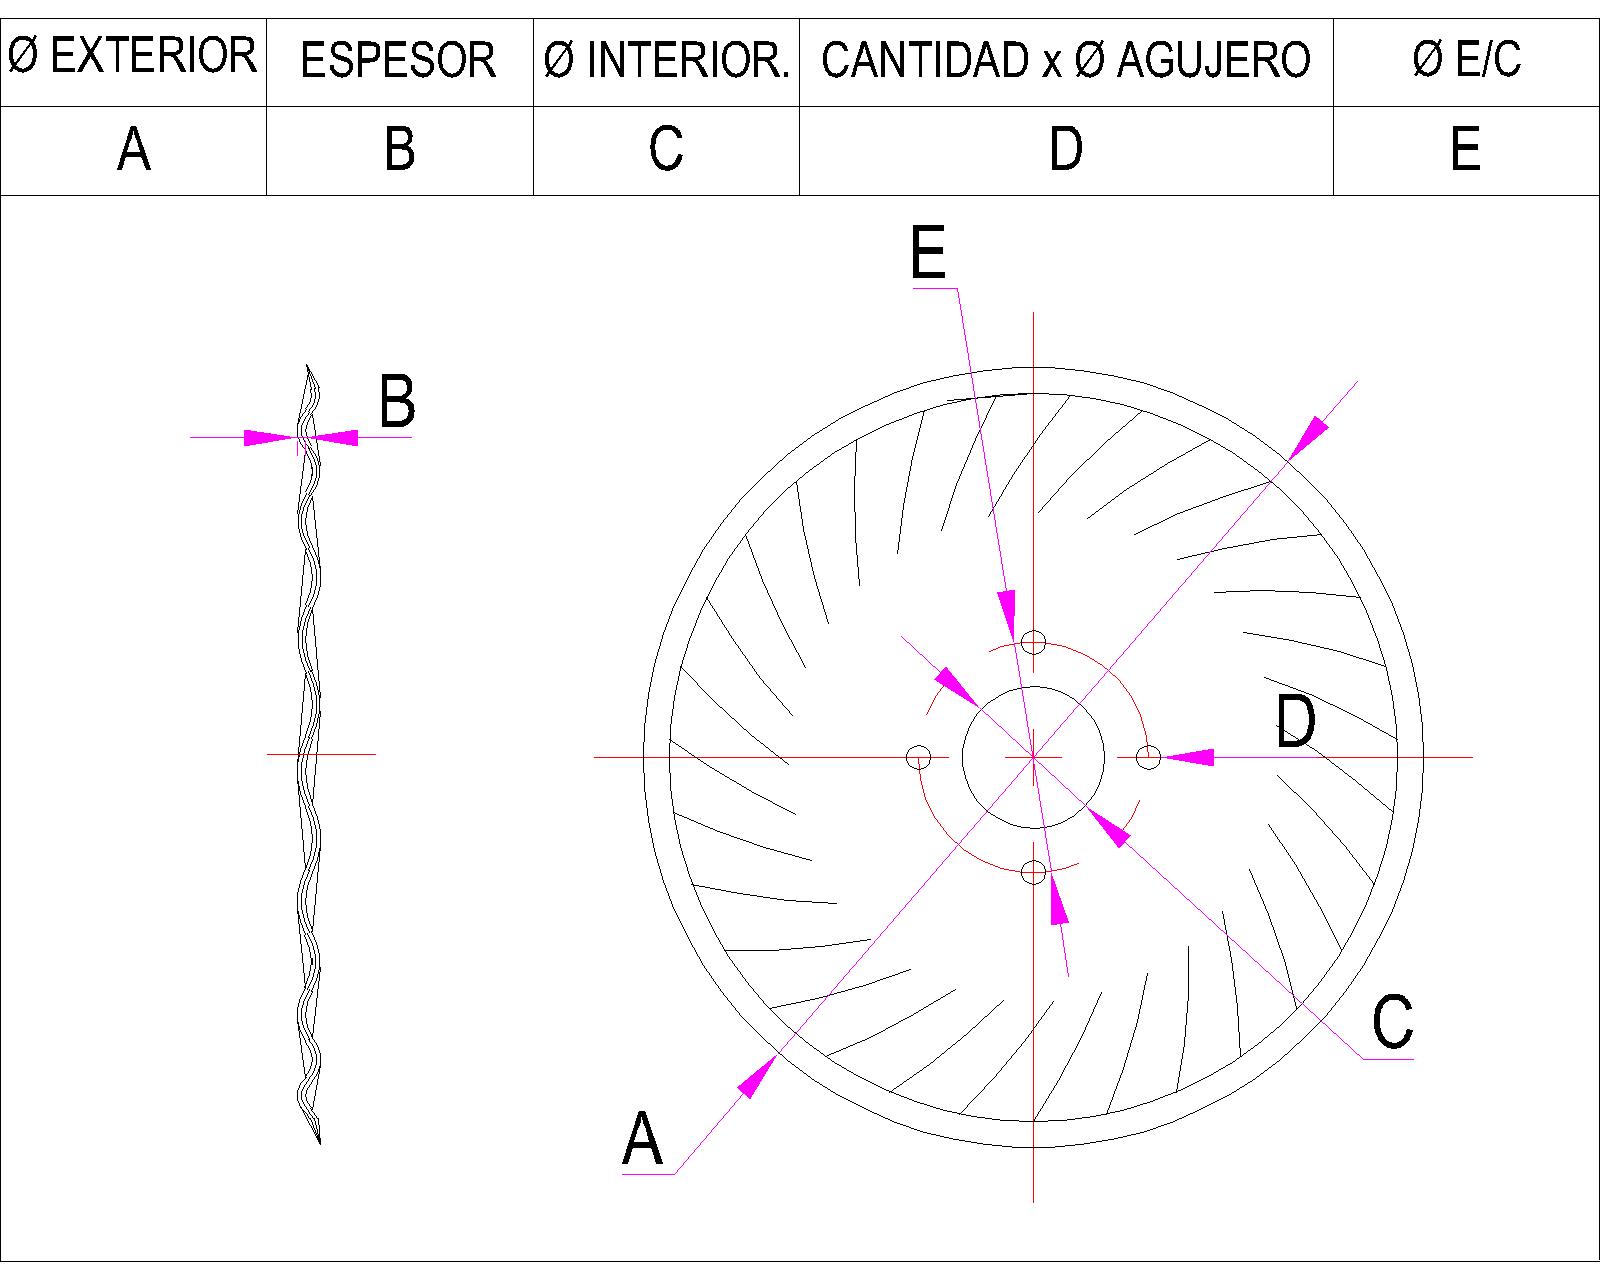 Ø EXTERIOR ESPESOR Ø INTERIOR. CANTIDAD x Ø AGUJERO Ø E/C
A B C D E
E
B
D
C
A